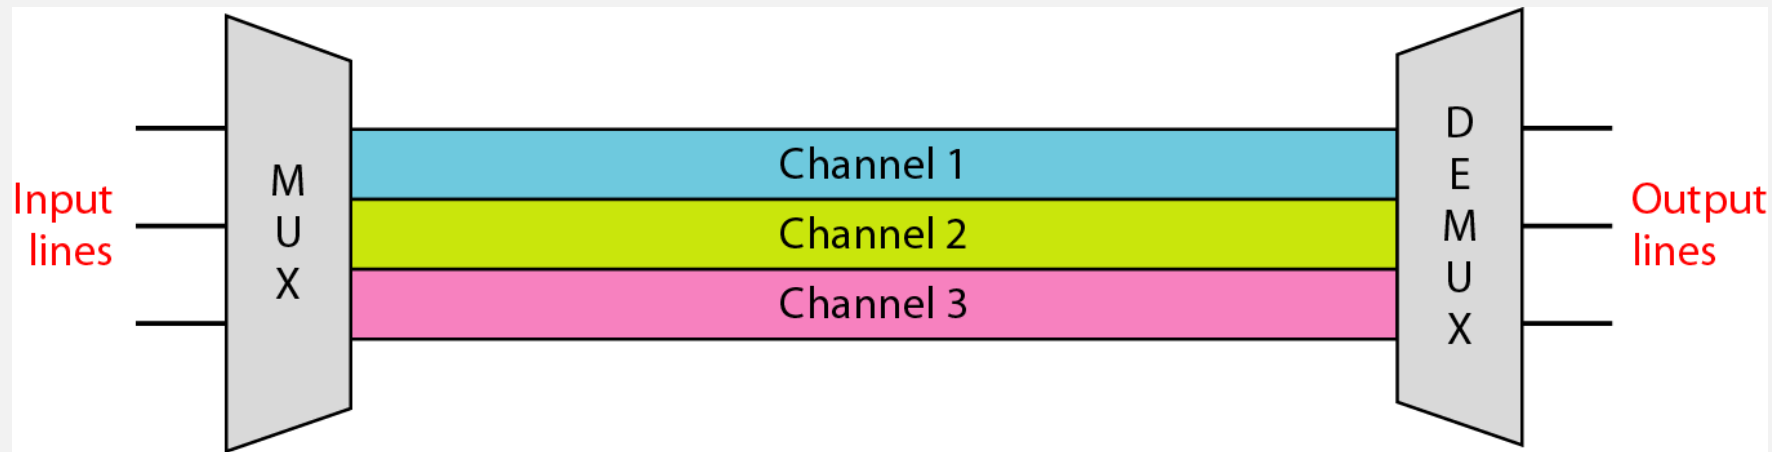 Input
lines
M
U
X
Channel 1
Channel 2
Channel 3
D
E
M
U
X
Output
lines